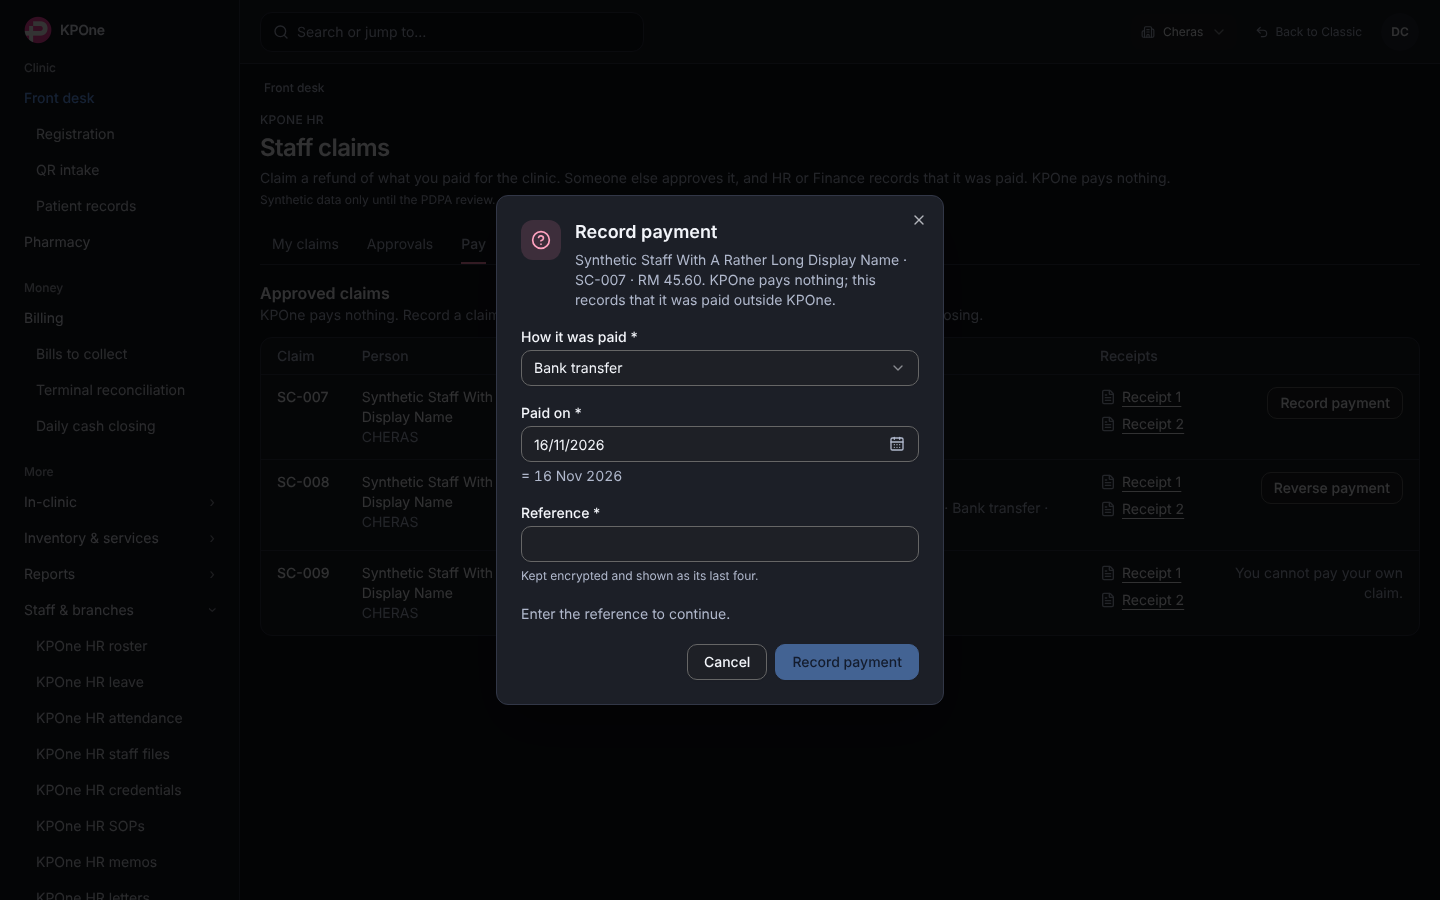 KPOne
Search or jump to...
Cheras
Back to Classic
DC
Clinic
Front desk
Registration
QR intake
Patient records
Pharmacy
Money
Billing
Bills to collect
Terminal reconciliation
Daily cash closing
More
In-clinic
Inventory & services
Reports
Staff & branches
KPOne HR roster
KPOne HR leave
KPOne HR attendance
KPOne HR staff files
KPOne HR credentials
KPOne HR SOPs
KPOne HR memos
KPOne HR letters
Front desk
KPONE HR
Staff claims
Claim a refund of what you paid for the clinic. Someone else approves it, and HR or Finance records that it was paid. KPOne pays nothing.
Synthetic data only until the PDPA review.
My claims Approvals Pay
Approved claims
KPOne pays nothing. Record a claim
Claim Person Receipts
SC-007 Synthetic Staff With
Display Name
CHERAS
Receipt 1
Receipt 2
Record payment
SC-008 Synthetic Staff With
Display Name
CHERAS
· Bank transfer ·
Receipt 1
Receipt 2
Reverse payment
SC-009 Synthetic Staff With
Display Name
CHERAS
Receipt 1
Receipt 2
You cannot pay your own
claim.
Record payment
Synthetic Staff With A Rather Long Display Name ·
SC-007 · RM 45.60. KPOne pays nothing; this
records that it was paid outside KPOne.
How it was paid *
Bank transfer
Paid on *
16/11/2026
= 16 Nov 2026
Reference *
Kept encrypted and shown as its last four.
Enter the reference to continue.
Cancel
Record payment